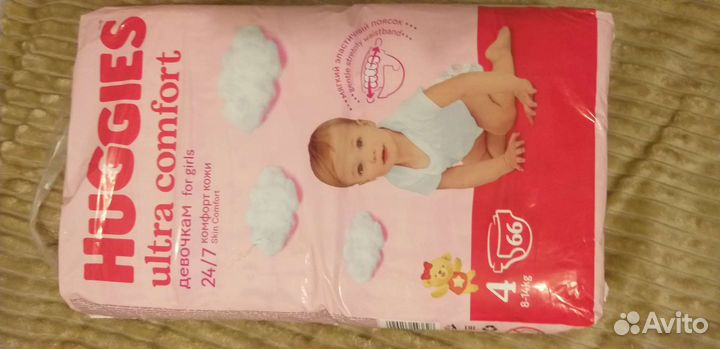 HUGGIES
ultra comfort
девочкам for girls
24/7 комфорт кожи
Skin Comfort
мягкий эластичный поясок
gentle stretchy waistband
4
8-14kg
66
Avito